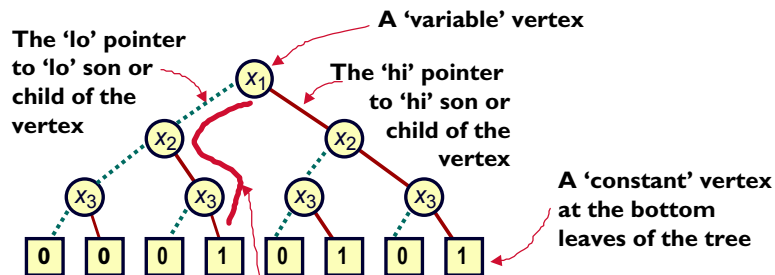 A ‘variable’ vertex
The ‘lo’ pointer
to ‘lo’ son or
child of the
vertex
The ‘hi’ pointer
to ‘hi’ son or
child of the
vertex
x1
x2 x2
x3 x3 x3 x3
0 0 0 1 0 1 0 1
A ‘constant’ vertex
at the bottom
leaves of the tree